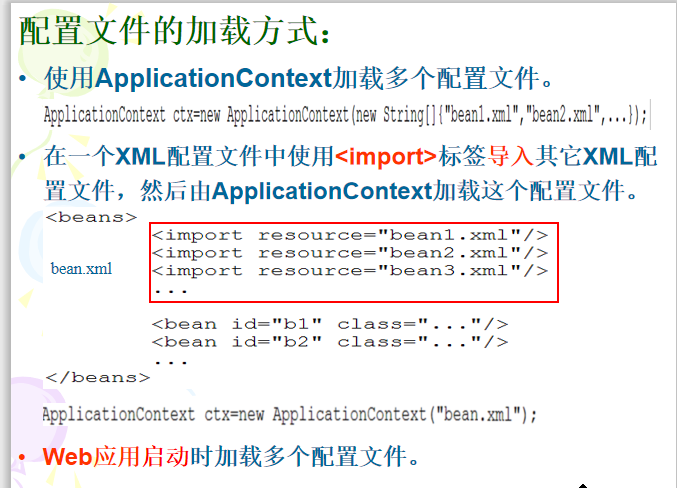 配置文件的加载方式：
• 使用ApplicationContext加载多个配置文件。
ApplicationContext ctx=new ApplicationContext(new String[]{"bean1.xml","bean2.xml",...});
• 在一个XML配置文件中使用<import>标签导入其它XML配
置文件，然后由ApplicationContext加载这个配置文件。
<beans>
<import resource="bean1.xml"/>
<import resource="bean2.xml"/>
bean.xml
<import resource="bean3.xml"/>
...
<bean id="b1" class="..."/>
<bean id="b2" class="..."/>
...
</beans>
ApplicationContext ctx=new ApplicationContext("bean.xml");
• Web应用启动时加载多个配置文件。